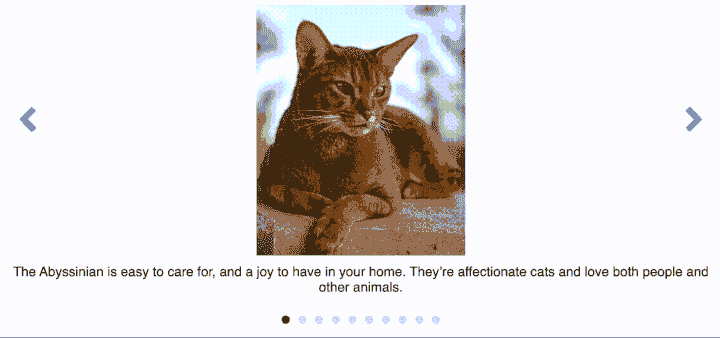 The Abyssinian is easy to care for, and a joy to have in your home. They're affectionate cats and love both people and
other animals.